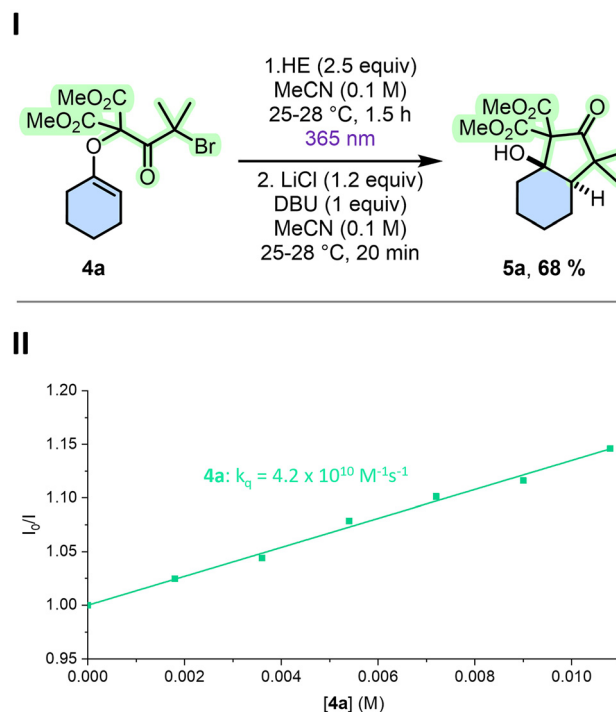 I
MeO₂C
MeO₂C
O
O
Br
4a
1.HE (2.5 equiv)
MeCN (0.1 M)
25-28 °C, 1.5 h
365 nm
2. LiCl (1.2 equiv)
DBU (1 equiv)
MeCN (0.1 M)
25-28 °C, 20 min
MeO₂C
MeO₂C
O
HO
H
5a, 68 %
II
1.20
1.15
1.10
1.05
1.00
0.95
I₀/I
4a: kq = 4.2 x 10¹⁰ M⁻¹s⁻¹
0.000 0.002 0.004 0.006 0.008 0.010
[4a] (M)